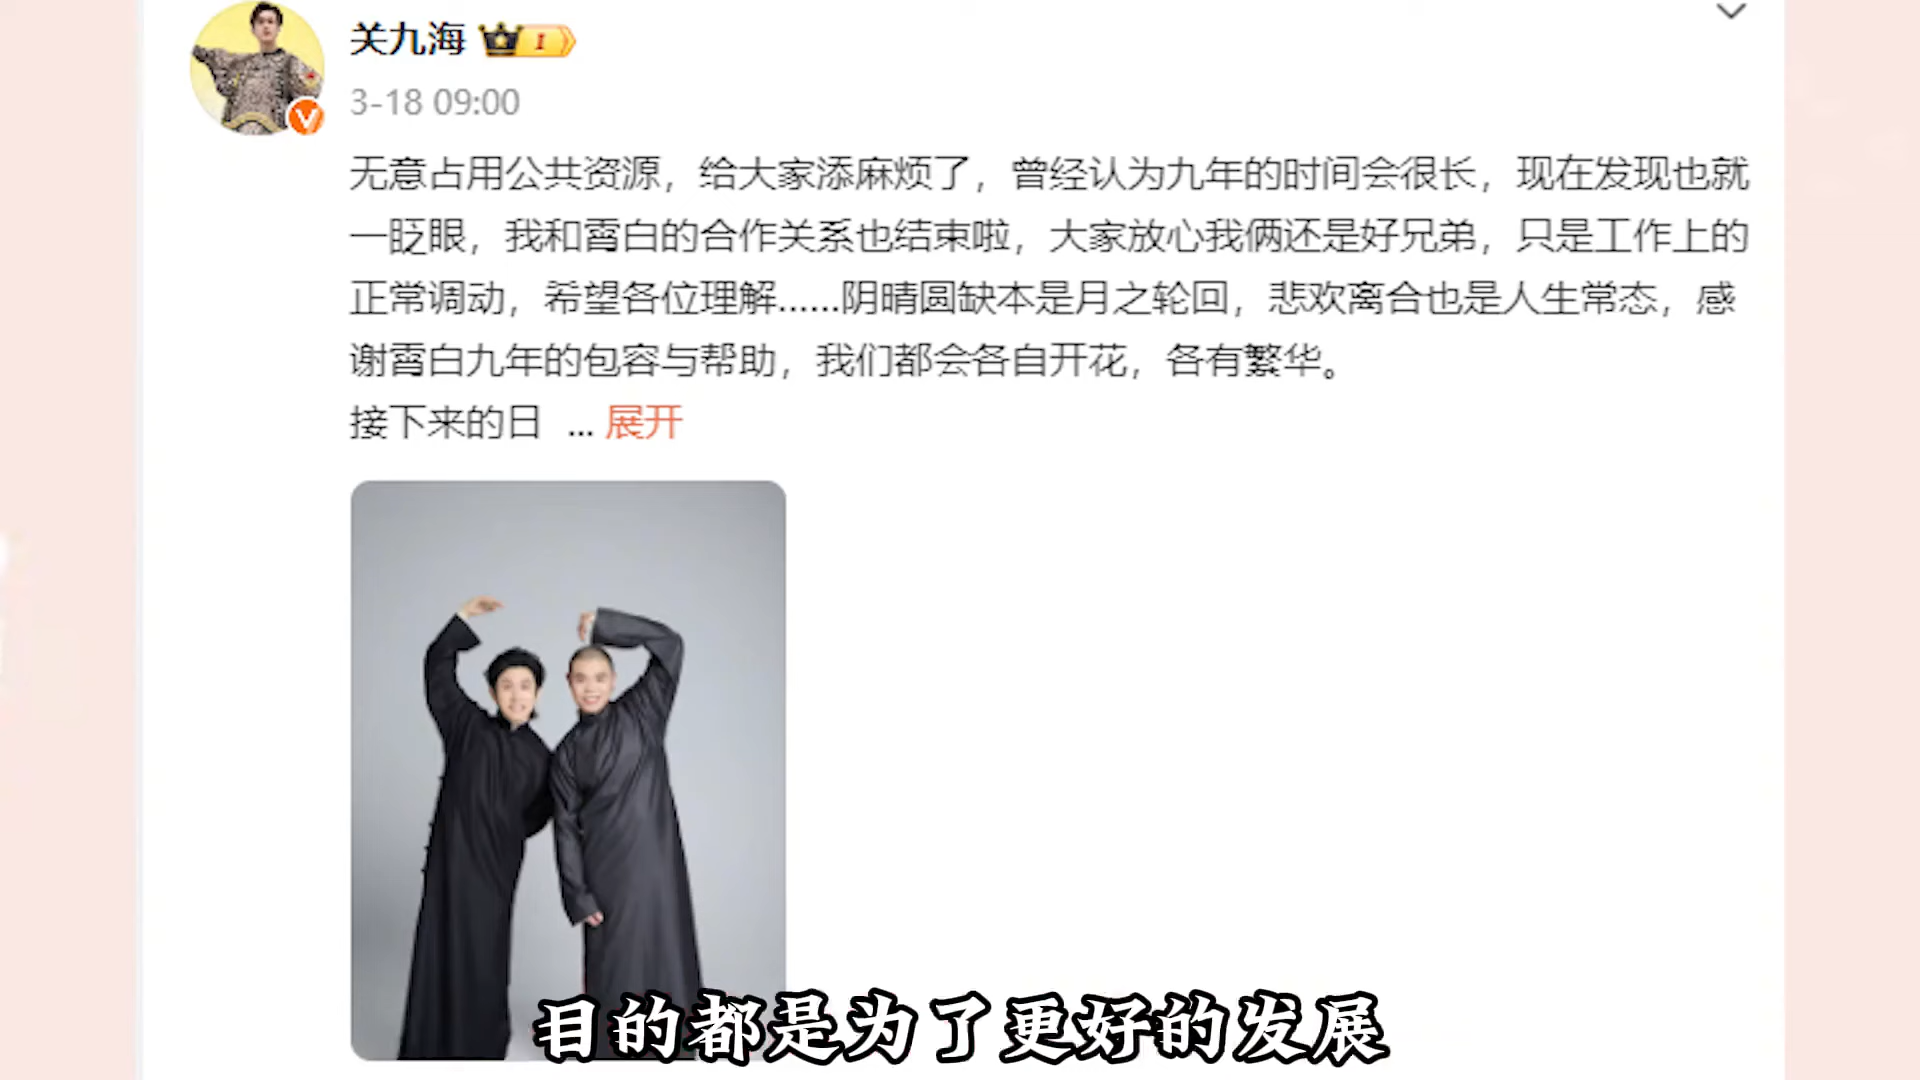 关九海
I
3-18 09:00
无意占用公共资源，给大家添麻烦了，曾经认为九年的时间会很长，现在发现也就
一眨眼，我和霄白的合作关系也结束啦，大家放心我俩还是好兄弟，只是工作上的
正常调动，希望各位理解......阴晴圆缺本是月之轮回，悲欢离合也是人生常态，感
谢霄白九年的包容与帮助，我们都会各自开花，各有繁华。
接下来的日 ... 展开
目的都是为了更好的发展